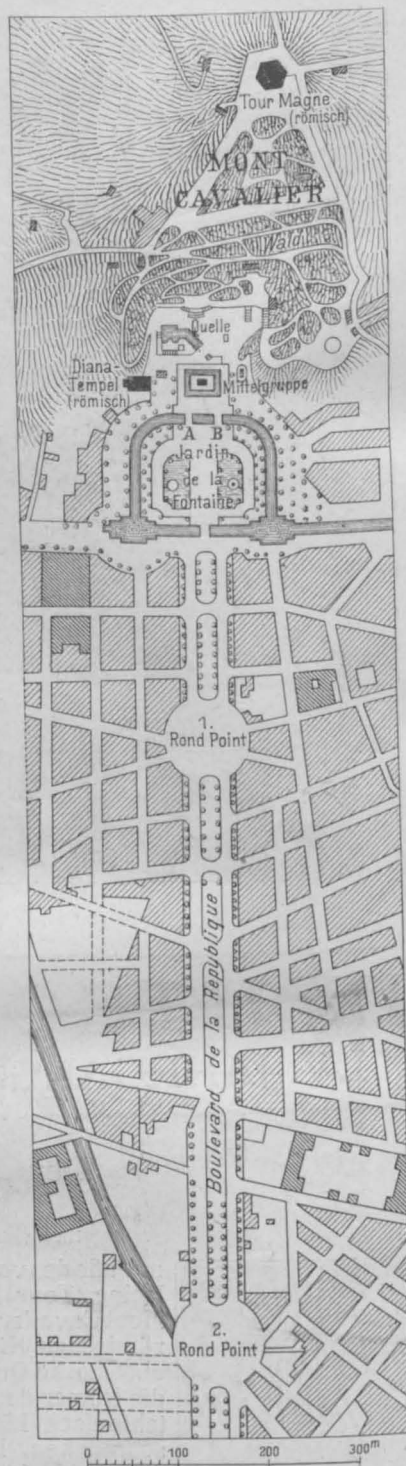 Tour Magne
(römisch)
MONT
CAVALIER
Wald
Quelle
Diana-
Tempel
(römisch)
Mittelgruppe
A B
Jardin
de la
Fontaine
1.
Rond Point
Boulevard de la Repyblique
2.
Rond Point
0 100 200 300m